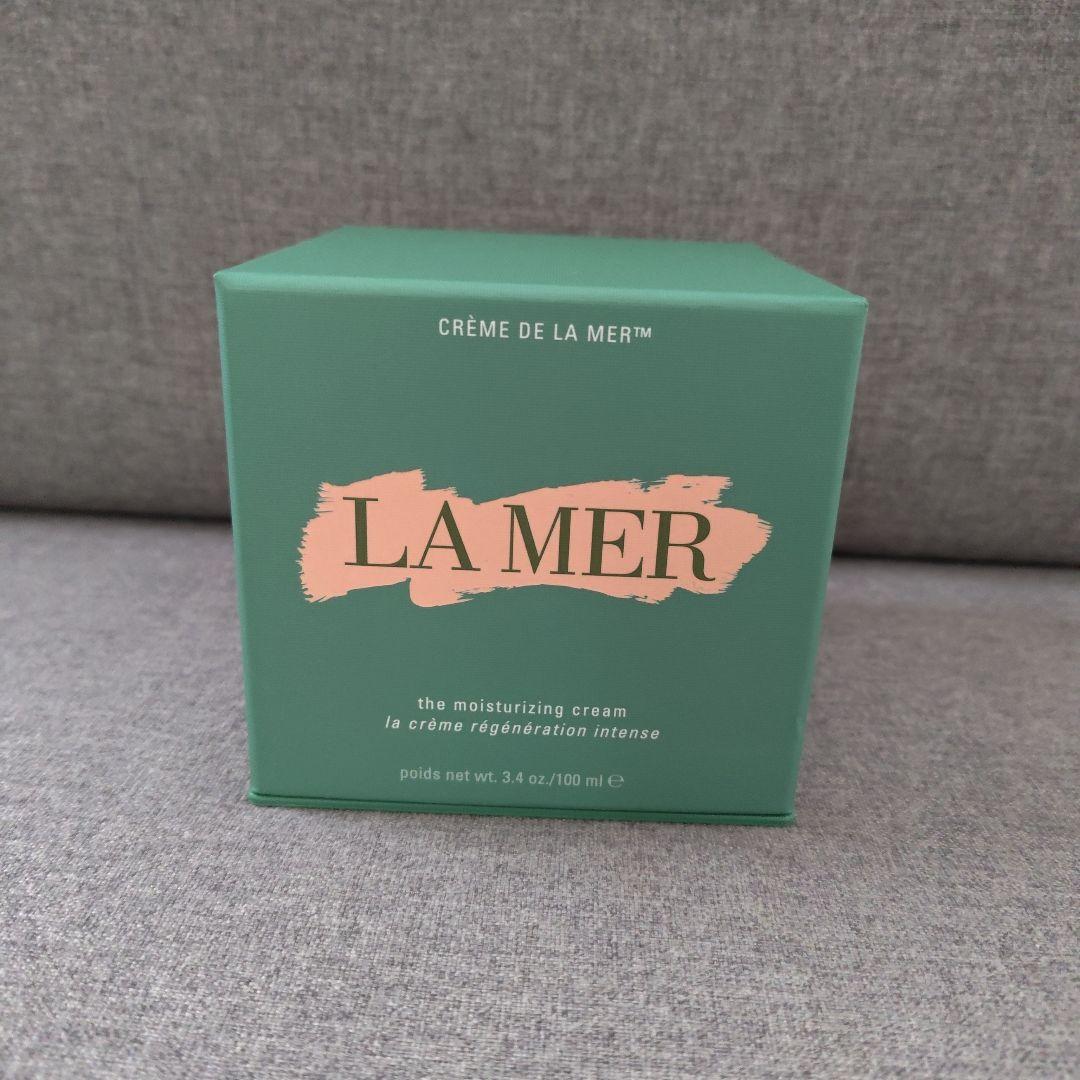 CRÈME DE LA MER™
LA MER
the moisturizing cream
la crème régénération intense
poids net wt. 3.4 oz./100 ml ℮